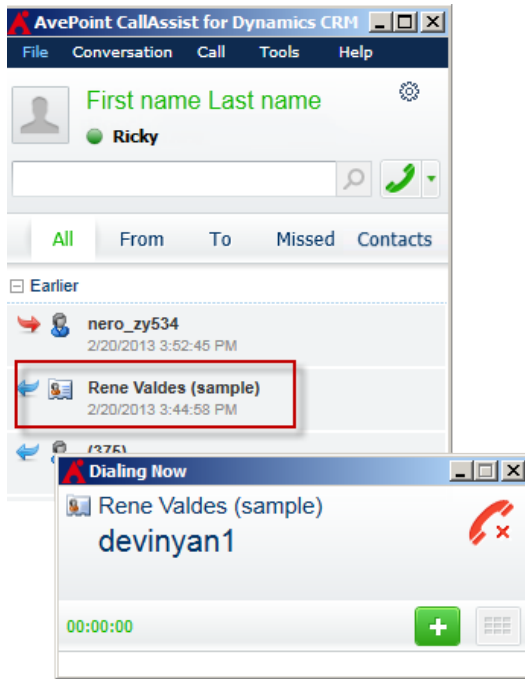 AvePoint CallAssist for Dynamics CRM
File Conversation Call Tools Help
First name Last name
Ricky
All From To Missed Contacts
Earlier
nero_zy534
2/20/2013 3:52:45 PM
Rene Valdes (sample)
2/20/2013 3:44:58 PM
(375)
Dialing Now
Rene Valdes (sample)
devinyan1
00:00:00